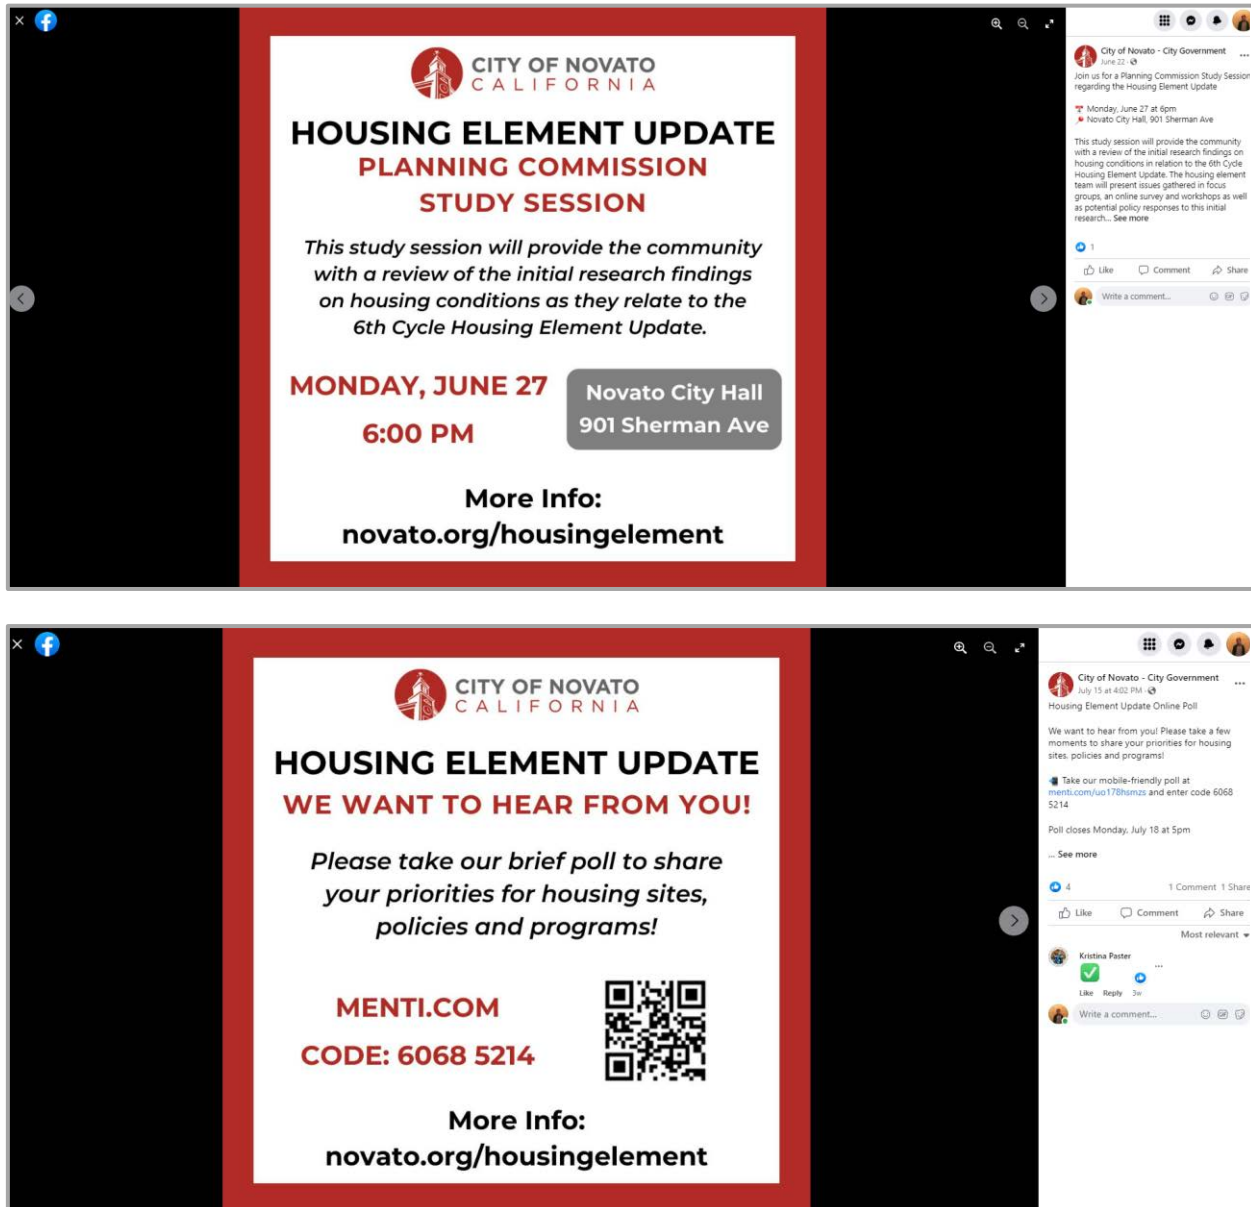 CITY OF NOVATO
CALIFORNIA
HOUSING ELEMENT UPDATE
PLANNING COMMISSION
STUDY SESSION
This study session will provide the community
with a review of the initial research findings
on housing conditions as they relate to the
6th Cycle Housing Element Update.
MONDAY, JUNE 27
6:00 PM
Novato City Hall
901 Sherman Ave
More Info:
novato.org/housingelement
City of Novato - City Government
June 22 ·
Join us for a Planning Commission Study Session
regarding the Housing Element Update
Monday, June 27 at 6pm
Novato City Hall, 901 Sherman Ave
This study session will provide the community
with a review of the initial research findings on
housing conditions in relation to the 6th Cycle
Housing Element Update. The housing element
team will present issues gathered in focus
groups, an online survey and workshops as well
as potential policy responses to this initial
research... See more
1
Like Comment Share
Write a comment...
CITY OF NOVATO
CALIFORNIA
HOUSING ELEMENT UPDATE
WE WANT TO HEAR FROM YOU!
Please take our brief poll to share
your priorities for housing sites,
policies and programs!
MENTI.COM
CODE: 6068 5214
More Info:
novato.org/housingelement
City of Novato - City Government
July 15 at 4:02 PM ·
Housing Element Update Online Poll
We want to hear from you! Please take a few
moments to share your priorities for housing
sites, policies and programs!
Take our mobile-friendly poll at
menti.com/uo178hsmzs and enter code 6068
5214
Poll closes Monday, July 18 at 5pm
... See more
4 1 Comment 1 Share
Like Comment Share
Most relevant
Kristina Paster
Like Reply 3w
Write a comment...